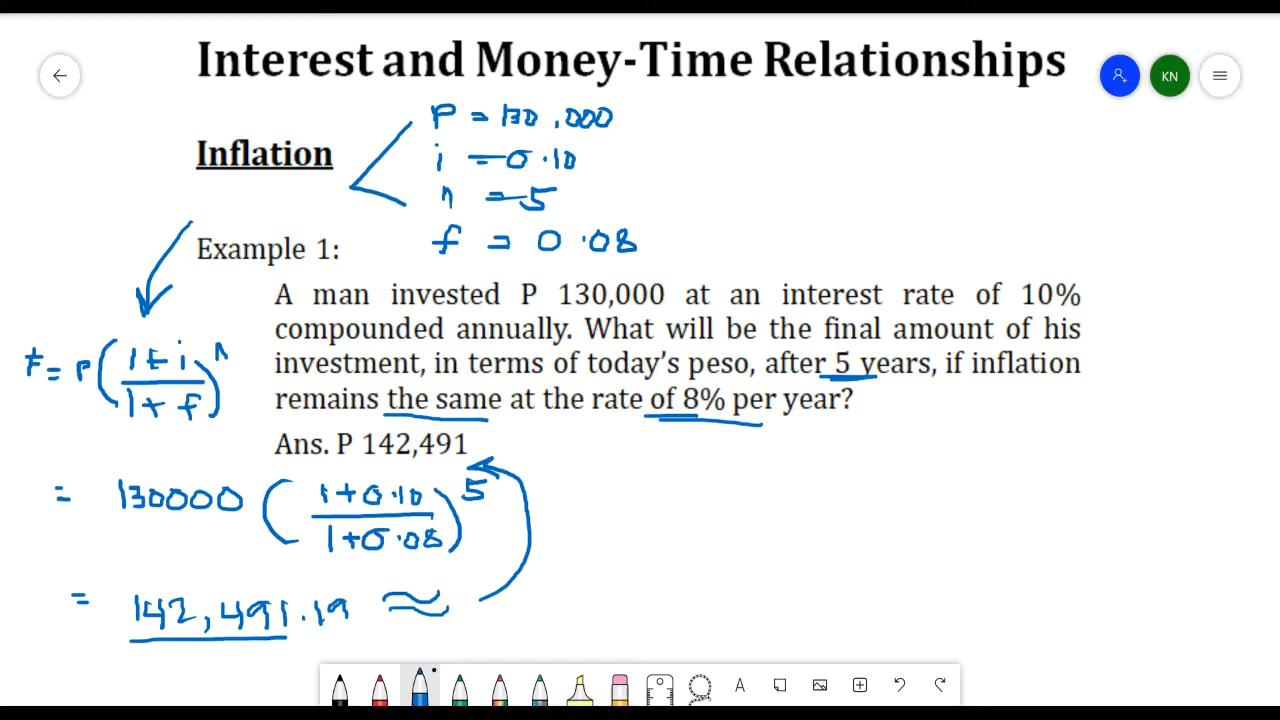 Interest and Money-Time Relationships
KN
P = 130,000
Inflation
i = 0.10
n = 5
f = 0.08
Example 1:
A man invested P 130,000 at an interest rate of 10%
compounded annually. What will be the final amount of his
investment, in terms of today's peso, after 5 years, if inflation
remains the same at the rate of 8% per year?
F = P(1+i/1+f)^n
Ans. P 142,491
= 130000 (1+0.10/1+0.08)^5
= 142,491.19 ≈
A